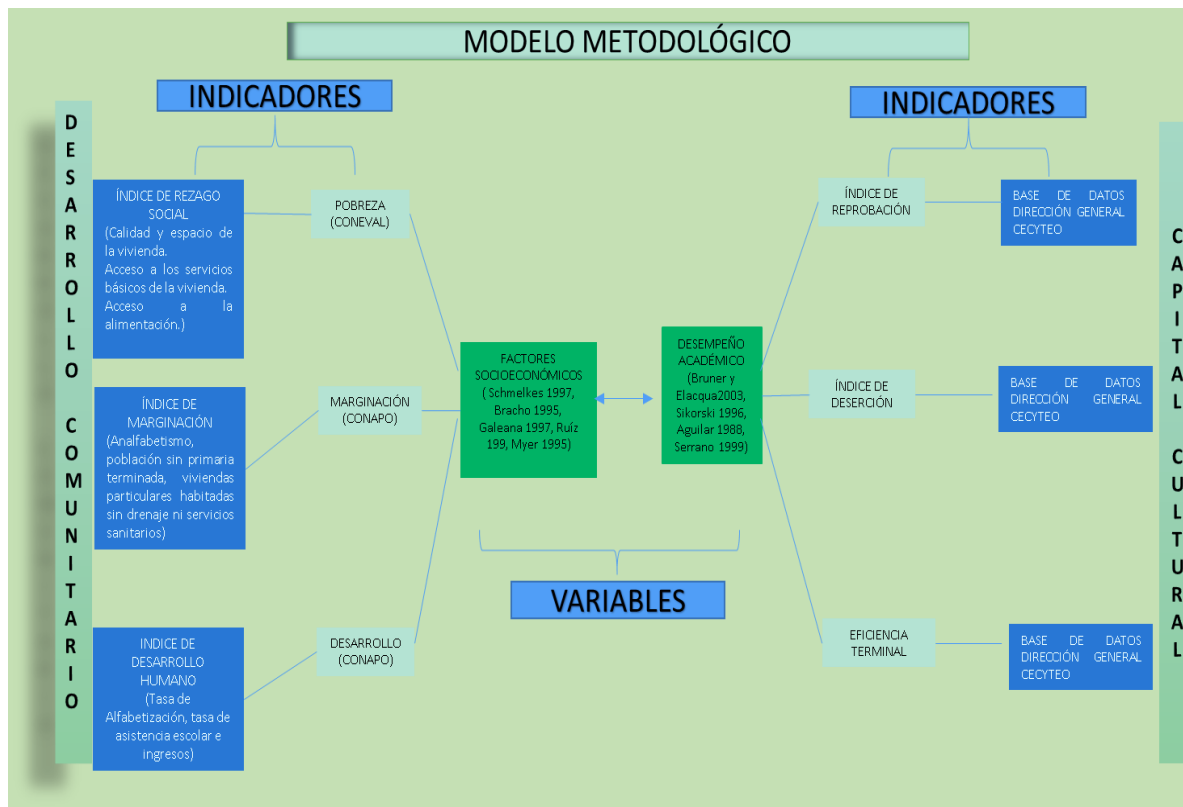 MODELO METODOLÓGICO
INDICADORES
DESARROLLO COMUNITARIO
ÍNDICE DE REZAGO
SOCIAL
(Calidad y espacio de
la vivienda.
Acceso a los servicios
básicos de la vivienda.
Acceso a la
alimentación.)
POBREZA
(CONEVAL)
ÍNDICE DE
MARGINACIÓN
(Analfabetismo,
población sin primaria
terminada, viviendas
particulares habitadas
sin drenaje ni servicios
sanitarios)
MARGINACIÓN
(CONAPO)
INDICE DE
DESARROLLO
HUMANO
(Tasa de
Alfabetización, tasa de
asistencia escolar e
ingresos)
DESARROLLO
(CONAPO)
FACTORES
SOCIOECONÓMICOS
( Schmelkes 1997,
Bracho 1995,
Galeana 1997, Ruíz
199, Myer 1995)
DESEMPEÑO
ACADÉMICO
(Bruner y
Elacqua2003,
Sikorski 1996,
Aguilar 1988,
Serrano 1999)
VARIABLES
INDICADORES
ÍNDICE DE
REPROBACIÓN
BASE DE DATOS
DIRECCIÓN GENERAL
CECYTEO
ÍNDICE DE
DESERCIÓN
BASE DE DATOS
DIRECCIÓN GENERAL
CECYTEO
EFICIENCIA
TERMINAL
BASE DE DATOS
DIRECCIÓN GENERAL
CECYTEO
CAPITAL CULTURAL